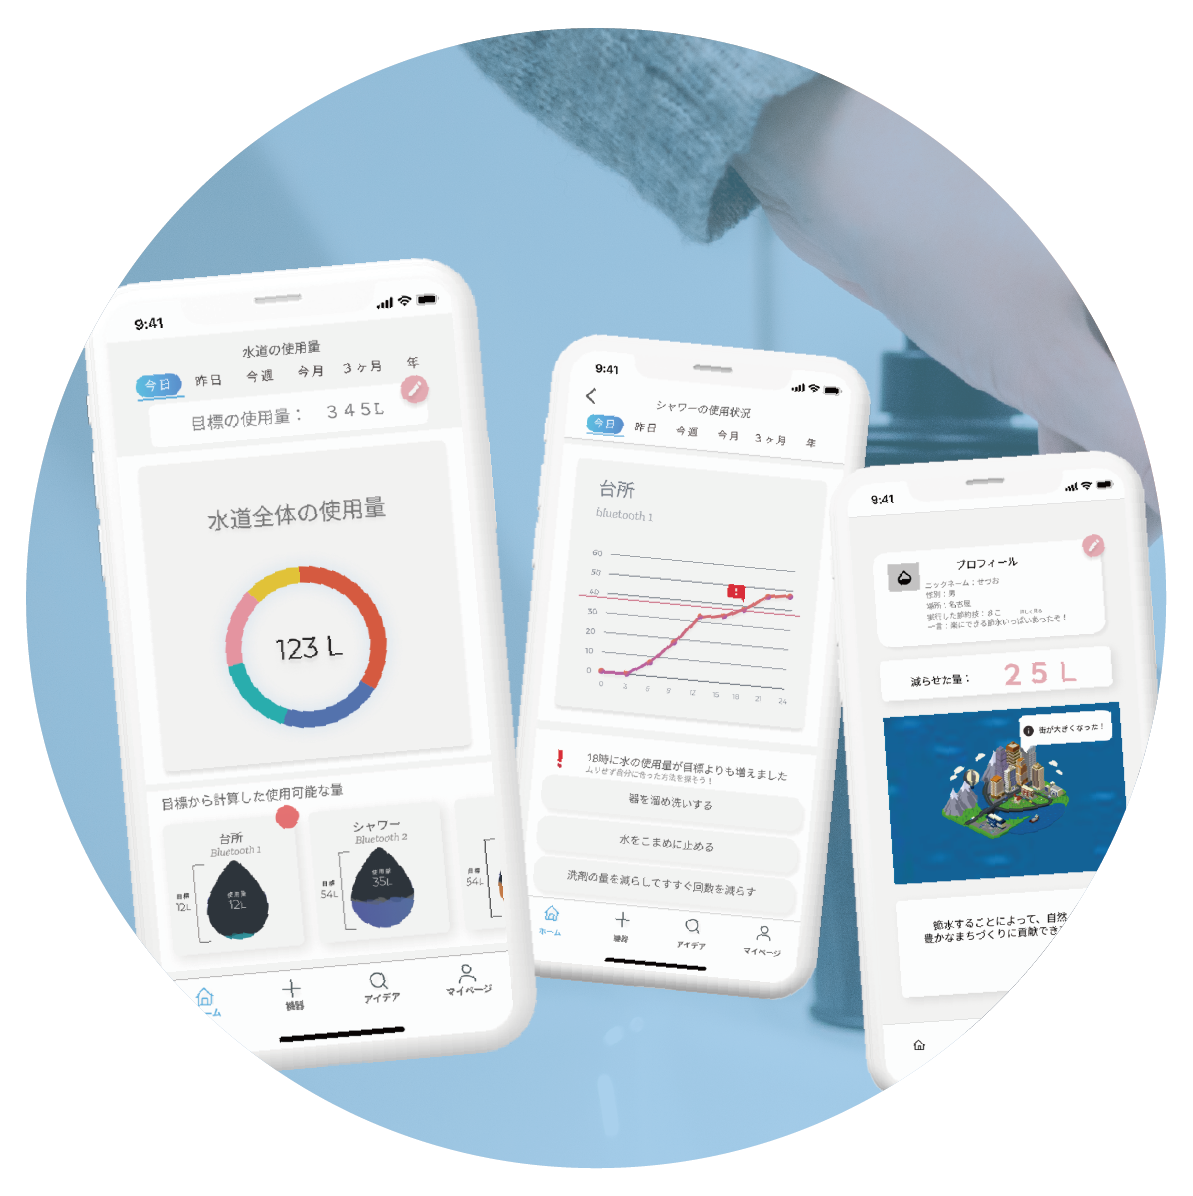 9:41
水道の使用量
今日 昨日 今週 今月 3ヶ月 年
目標の使用量： 345L
水道全体の使用量
123 L
目標から計算した使用可能な量
台所
Bluetooth 1
目標
12L
使用量
12L
シャワー
Bluetooth 2
目標
54L
使用量
35L
目標
54L
ーム
機器
アイデア
マイページ
9:41
シャワーの使用状況
今日 昨日 今週 今月 3ヶ月 年
台所
bluetooth 1
60
50
40
30
20
10
0
0 3 6 9 12 15 18 21 24
!
18時に水の使用量が目標よりも増えました
ムリせず自分に合った方法を探そう！
器を溜め洗いする
水をこまめに止める
洗剤の量を減らしてすすぐ回数を減らす
ホーム
機器
アイデア
マイページ
9:41
プロフィール
ニックネーム：せつお
性別：男
場所：名古屋
実行した節約技：8こ
詳しく見る
一言：楽にできる節水いっぱいあったぞ！
減らせた量： 25L
街が大きくなった！
節水することによって、自然
豊かなまちづくりに貢献でき